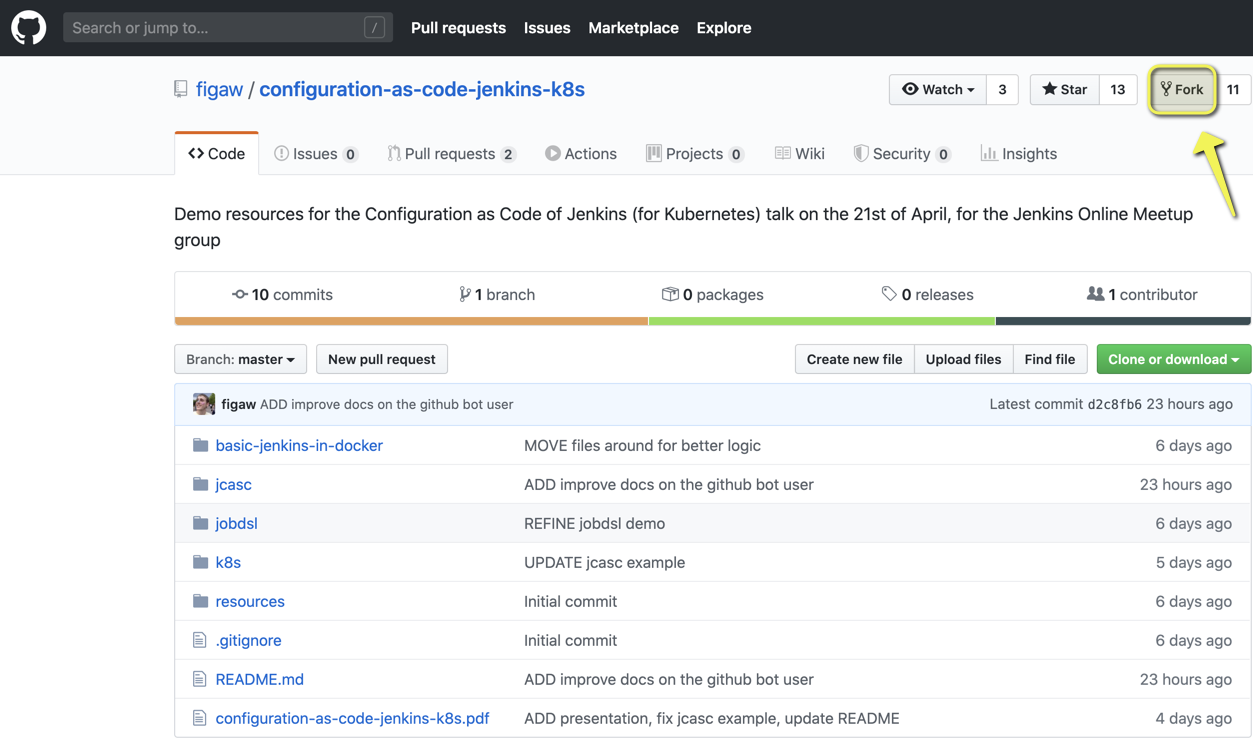 Search or jump to... / Pull requests Issues Marketplace Explore
figaw / configuration-as-code-jenkins-k8s Watch 3 Star 13 Fork 11
Code Issues 0 Pull requests 2 Actions Projects 0 Wiki Security 0 Insights
Demo resources for the Configuration as Code of Jenkins (for Kubernetes) talk on the 21st of April, for the Jenkins Online Meetup
group
10 commits 1 branch 0 packages 0 releases 1 contributor
Branch: master New pull request Create new file Upload files Find file Clone or download
figaw ADD improve docs on the github bot user Latest commit d2c8fb6 23 hours ago
basic-jenkins-in-docker MOVE files around for better logic 6 days ago
jcasc ADD improve docs on the github bot user 23 hours ago
jobdsl REFINE jobdsl demo 6 days ago
k8s UPDATE jcasc example 5 days ago
resources Initial commit 6 days ago
.gitignore Initial commit 6 days ago
README.md ADD improve docs on the github bot user 23 hours ago
configuration-as-code-jenkins-k8s.pdf ADD presentation, fix jcasc example, update README 4 days ago